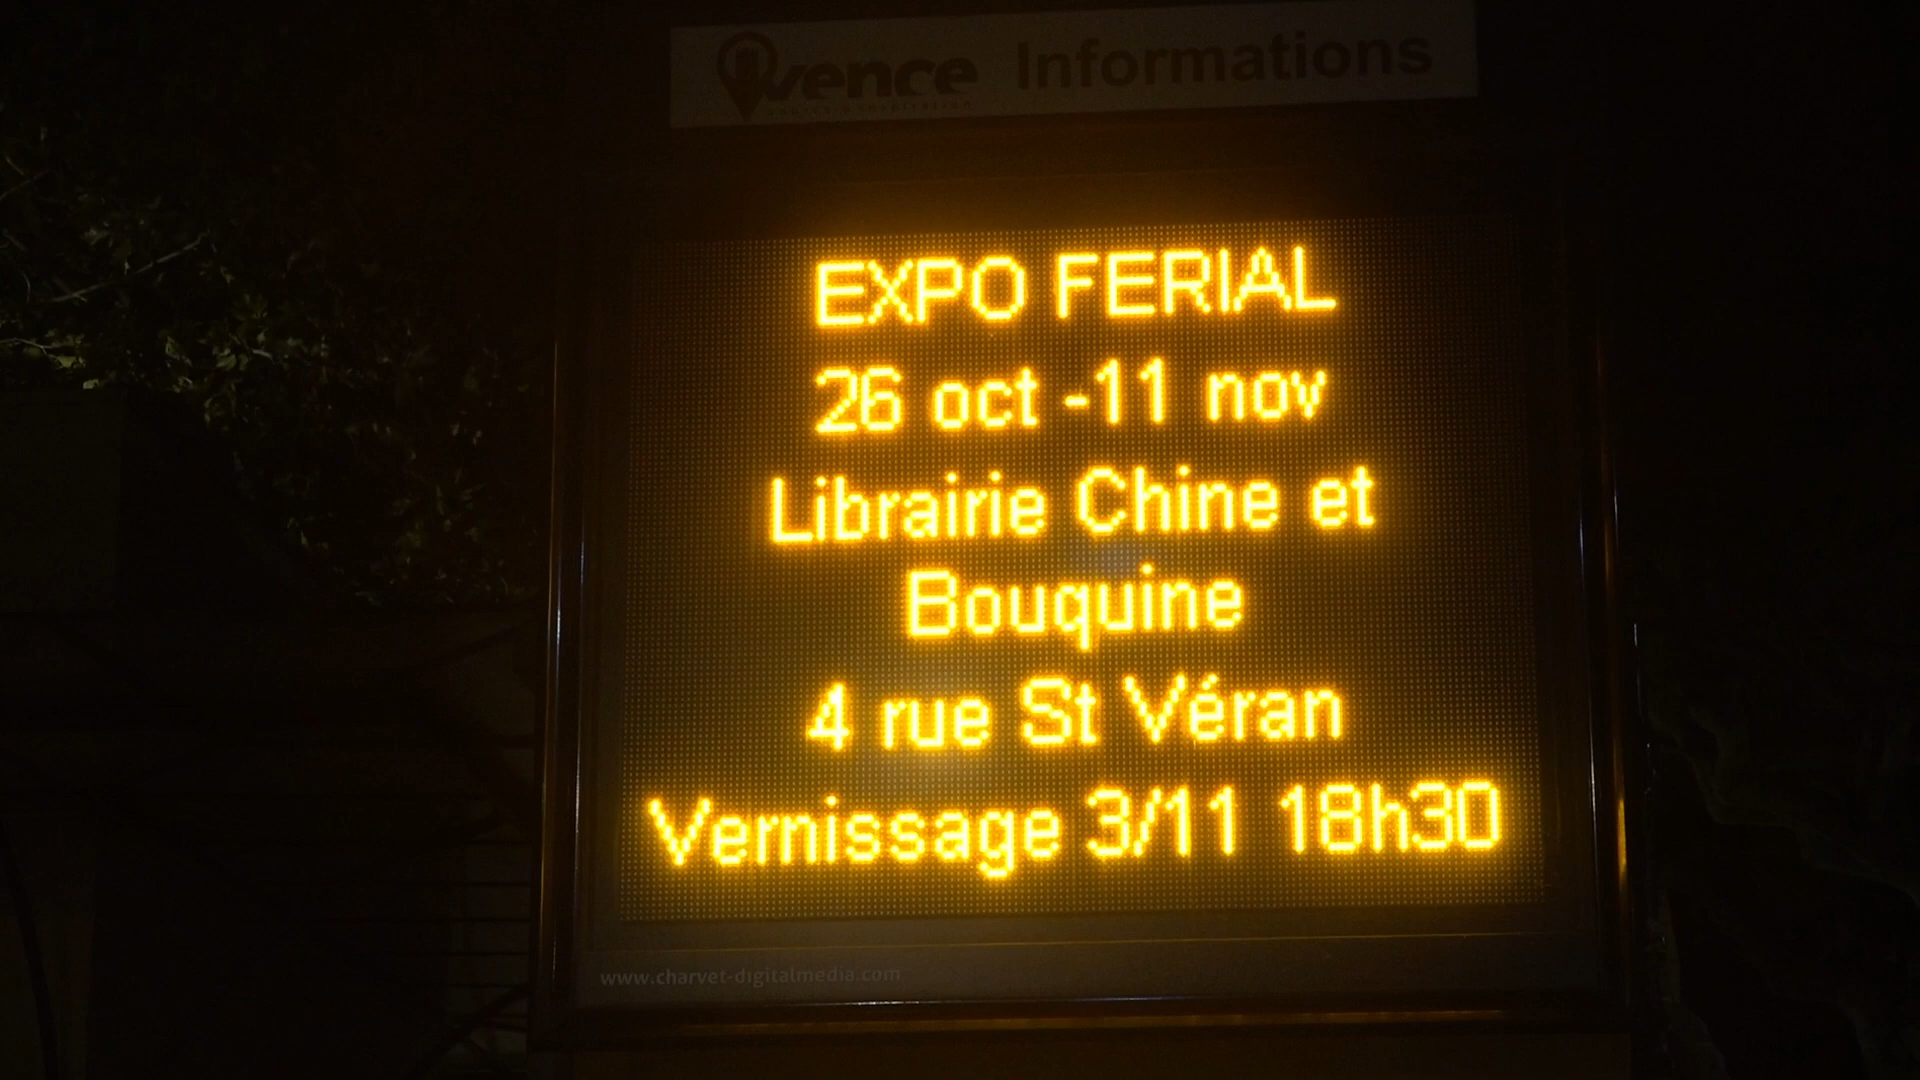 vence Informations
EXPO FERIAL
26 oct -11 nov
Librairie Chine et
Bouquine
4 rue St Véran
Vernissage 3/11 18h30
www.charvet-digitalmedia.com